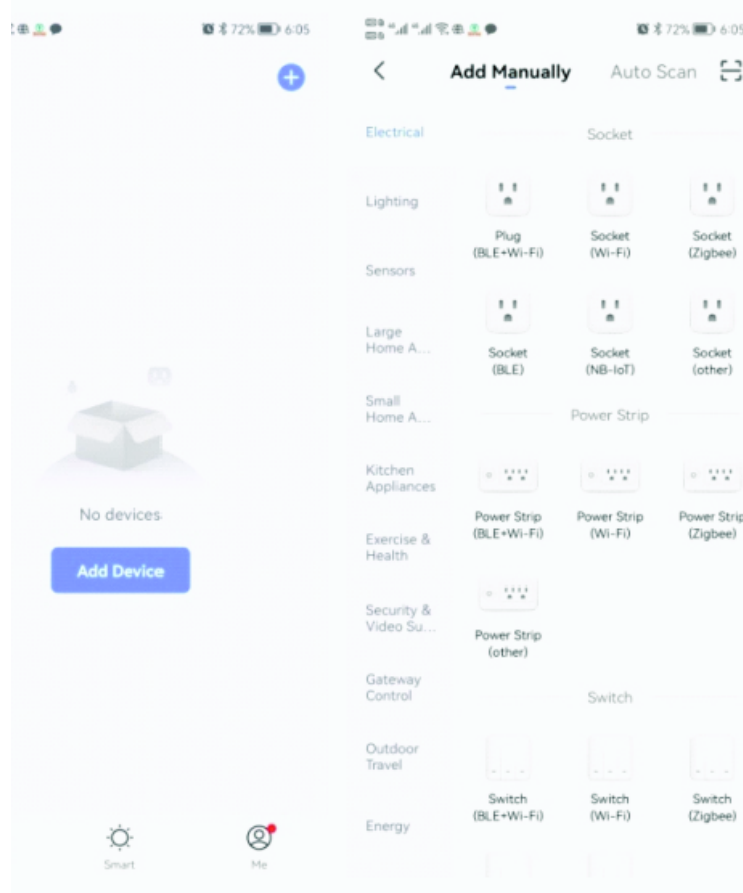 72% 6:05
No devices
Add Device
Smart
Me
72% 6:05
Add Manually Auto Scan
Electrical
Lighting
Sensors
Large
Home A...
Small
Home A...
Kitchen
Appliances
Exercise &
Health
Security &
Video Su...
Gateway
Control
Outdoor
Travel
Energy
Socket
Plug
(BLE+Wi-Fi)
Socket
(Wi-Fi)
Socket
(Zigbee)
Socket
(BLE)
Socket
(NB-IoT)
Socket
(other)
Power Strip
Power Strip
(BLE+Wi-Fi)
Power Strip
(Wi-Fi)
Power Strip
(Zigbee)
Power Strip
(other)
Switch
Switch
(BLE+Wi-Fi)
Switch
(Wi-Fi)
Switch
(Zigbee)